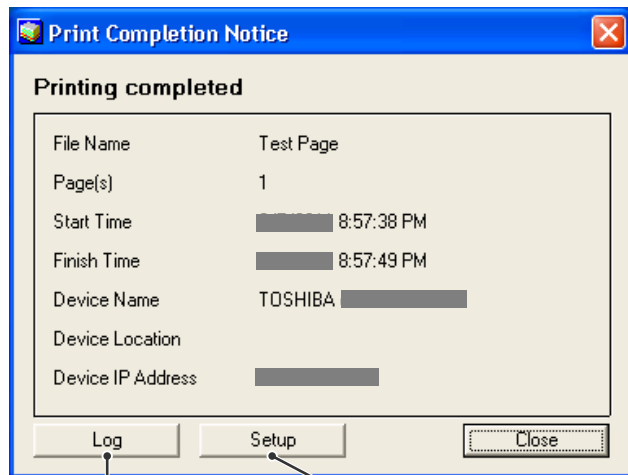 Print Completion Notice
Printing completed
File Name Test Page
Page(s) 1
Start Time 8:57:38 PM
Finish Time 8:57:49 PM
Device Name TOSHIBA
Device Location
Device IP Address
Log Setup Close